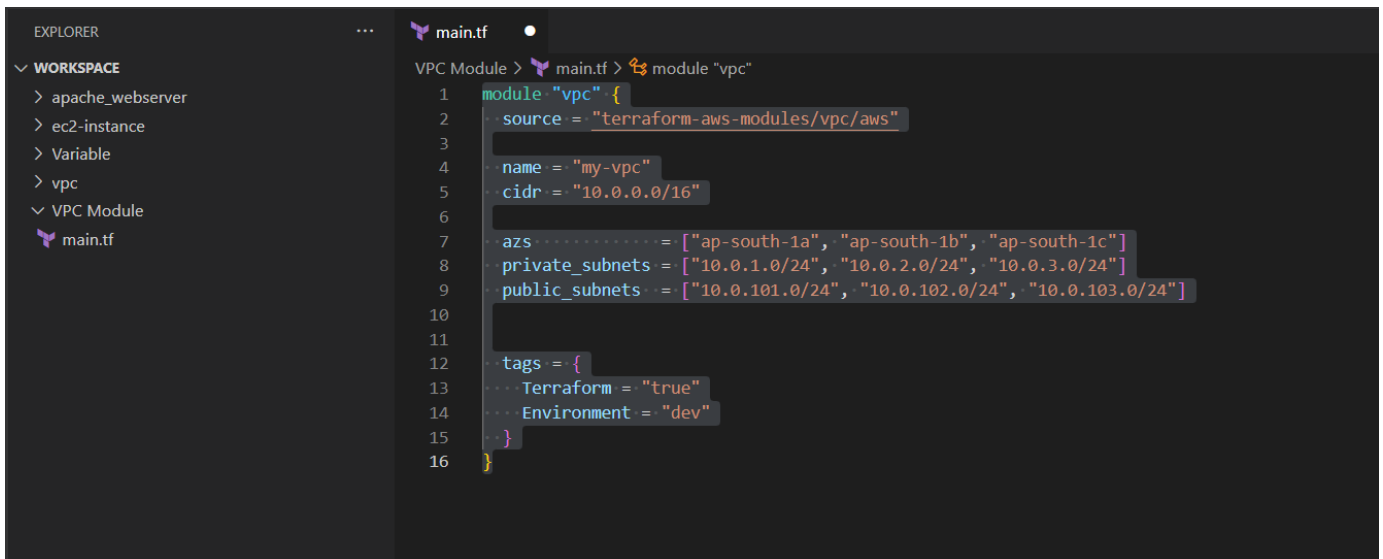 EXPLORER ...
WORKSPACE
apache_webserver
ec2-instance
Variable
vpc
VPC Module
main.tf
main.tf
VPC Module > main.tf > module "vpc"
1 module "vpc" {
2   source = "terraform-aws-modules/vpc/aws"
3
4   name = "my-vpc"
5   cidr = "10.0.0.0/16"
6
7   azs             = ["ap-south-1a", "ap-south-1b", "ap-south-1c"]
8   private_subnets = ["10.0.1.0/24", "10.0.2.0/24", "10.0.3.0/24"]
9   public_subnets  = ["10.0.101.0/24", "10.0.102.0/24", "10.0.103.0/24"]
10
11
12   tags = {
13     Terraform = "true"
14     Environment = "dev"
15   }
16 }